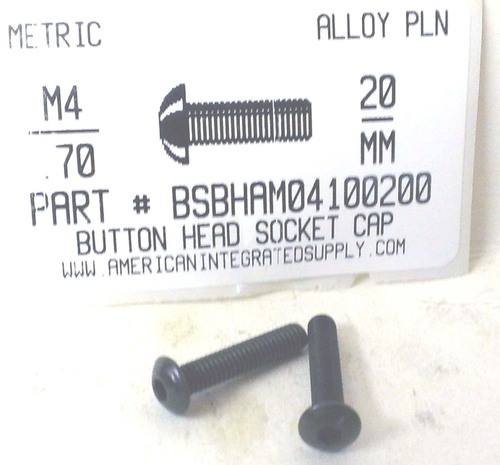 METRIC ALLOY PLN
M4 20
.70 MM
PART # BSBHAM04100200
BUTTON HEAD SOCKET CAP
WWW.AMERICANINTEGRATEDSUPPLY.COM